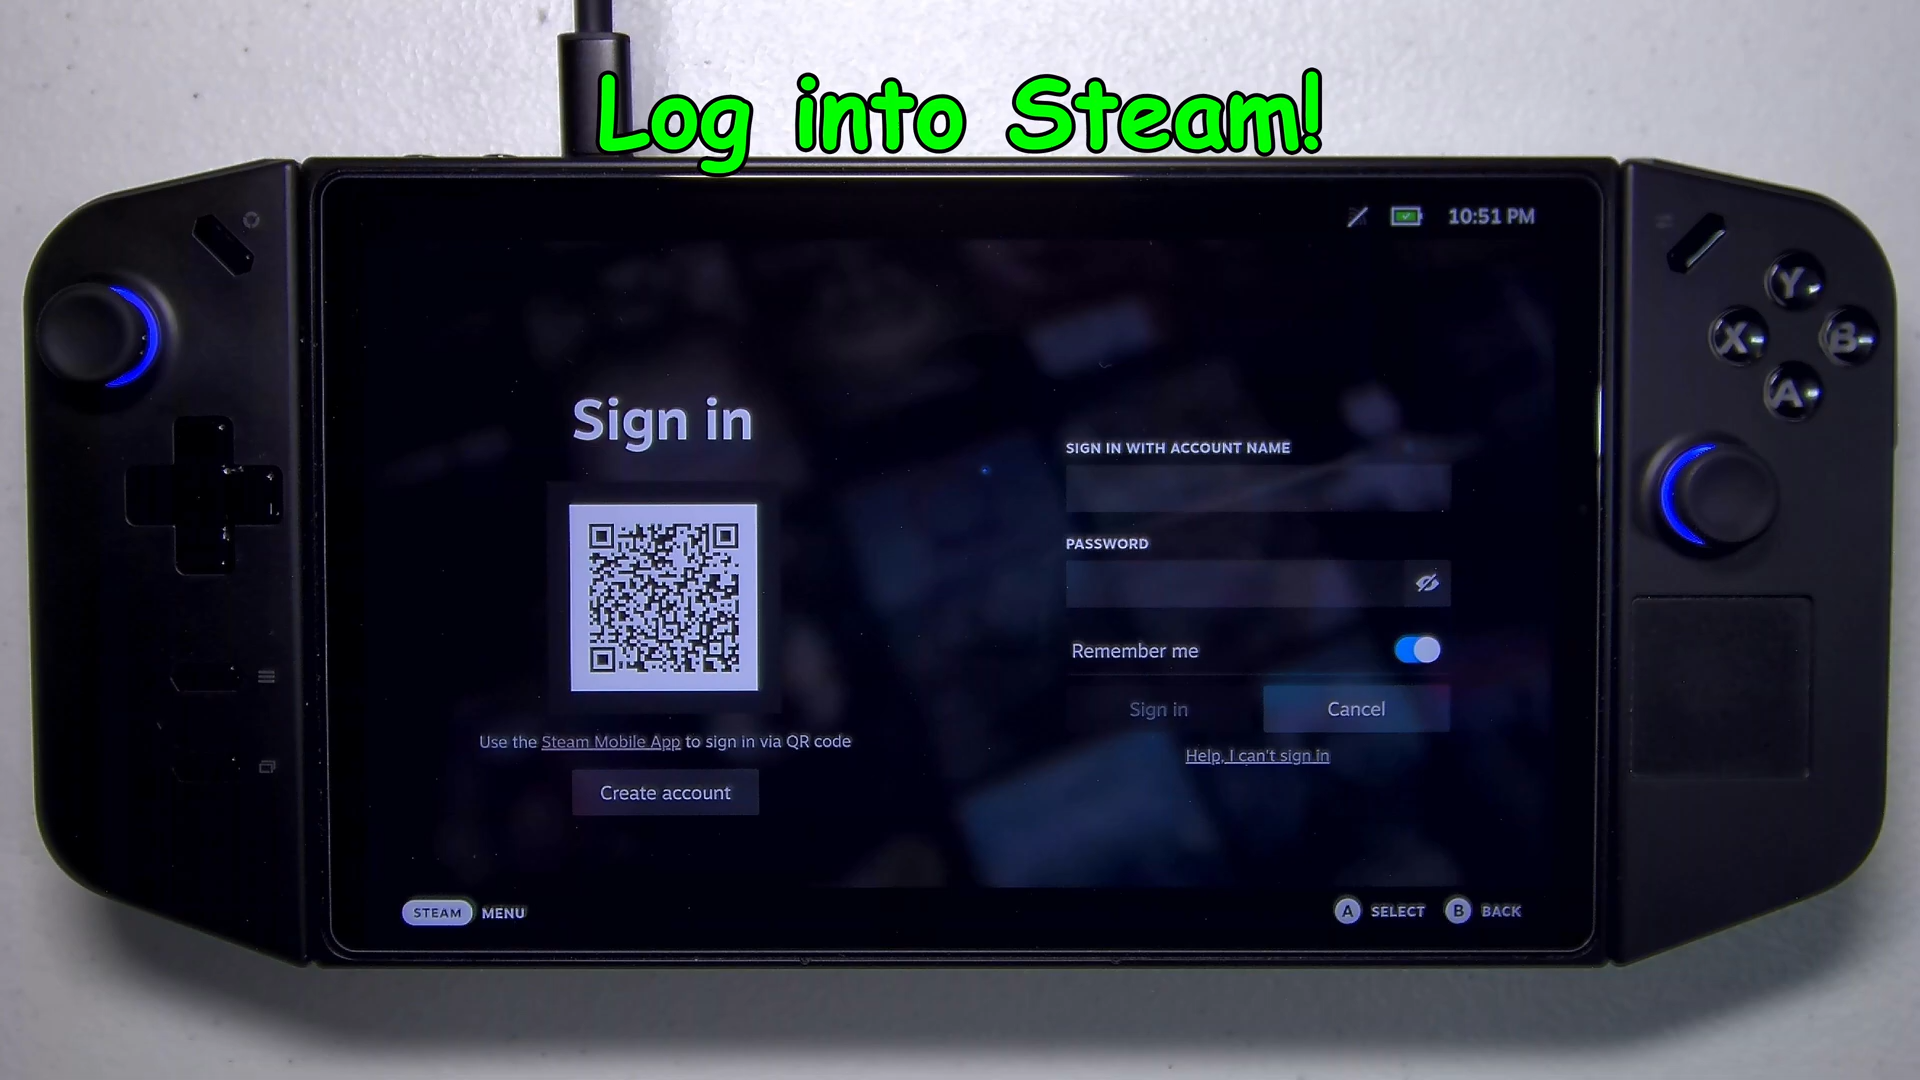 Log into Steam!
10:51 PM
Sign in
SIGN IN WITH ACCOUNT NAME
PASSWORD
Remember me
Sign in
Cancel
Help, I can't sign in
Use the Steam Mobile App to sign in via QR code
Create account
STEAM MENU
A SELECT B BACK
Y
X
B
A